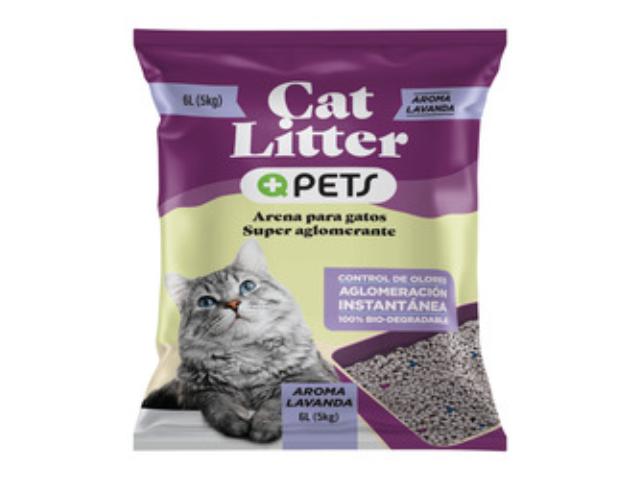 6L (5kg)
Cat
Litter
AROMA
LAVANDA
PETS
Arena para gatos
Super aglomerante
CONTROL DE OLORES
AGLOMERACIÓN
INSTANTÁNEA
100% BIO-DEGRADABLE
AROMA
LAVANDA
6L (5kg)